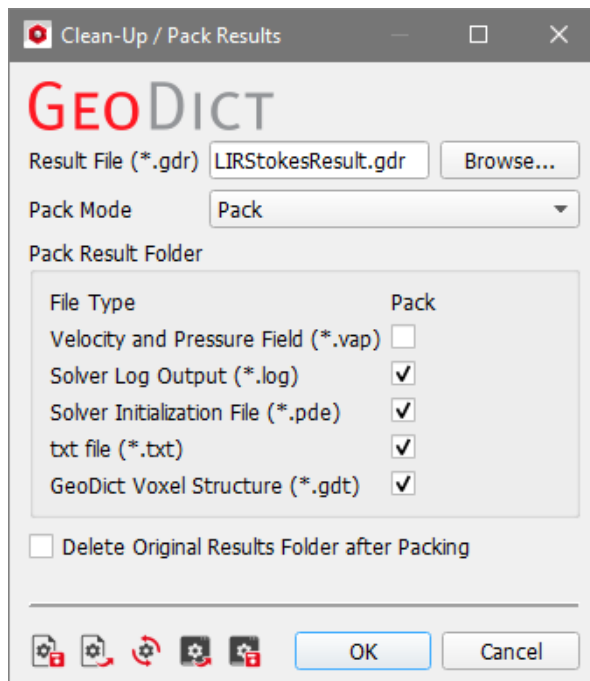 Clean-Up / Pack Results
GEODICT
Result File (*.gdr) LIRStokesResult.gdr Browse...
Pack Mode Pack
Pack Result Folder
File Type Pack
Velocity and Pressure Field (*.vap)
Solver Log Output (*.log)
Solver Initialization File (*.pde)
txt file (*.txt)
GeoDict Voxel Structure (*.gdt)
Delete Original Results Folder after Packing
OK Cancel